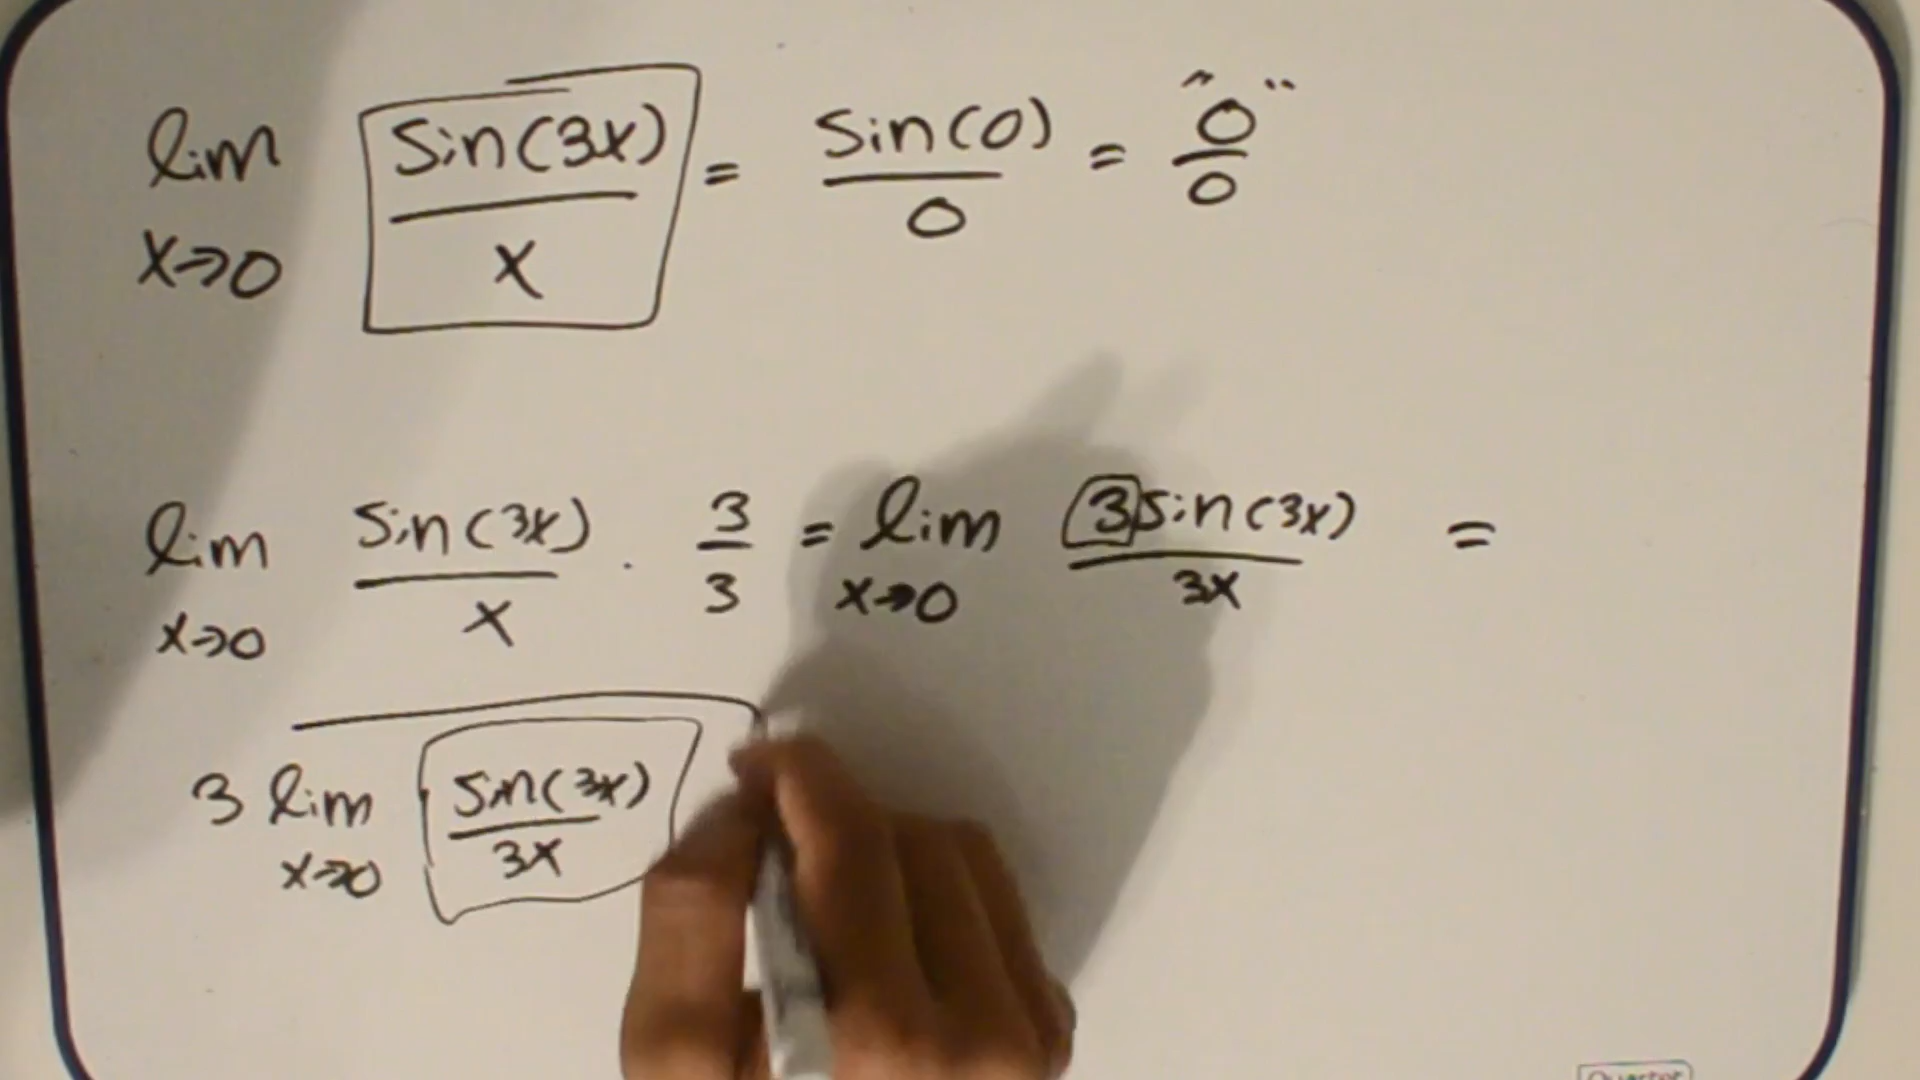 lim x→0 sin(3x)/x = sin(0)/0 = "0/0"
lim x→0 sin(3x)/x · 3/3 = lim x→0 3sin(3x)/3x =
3 lim x→0 sin(3x)/3x